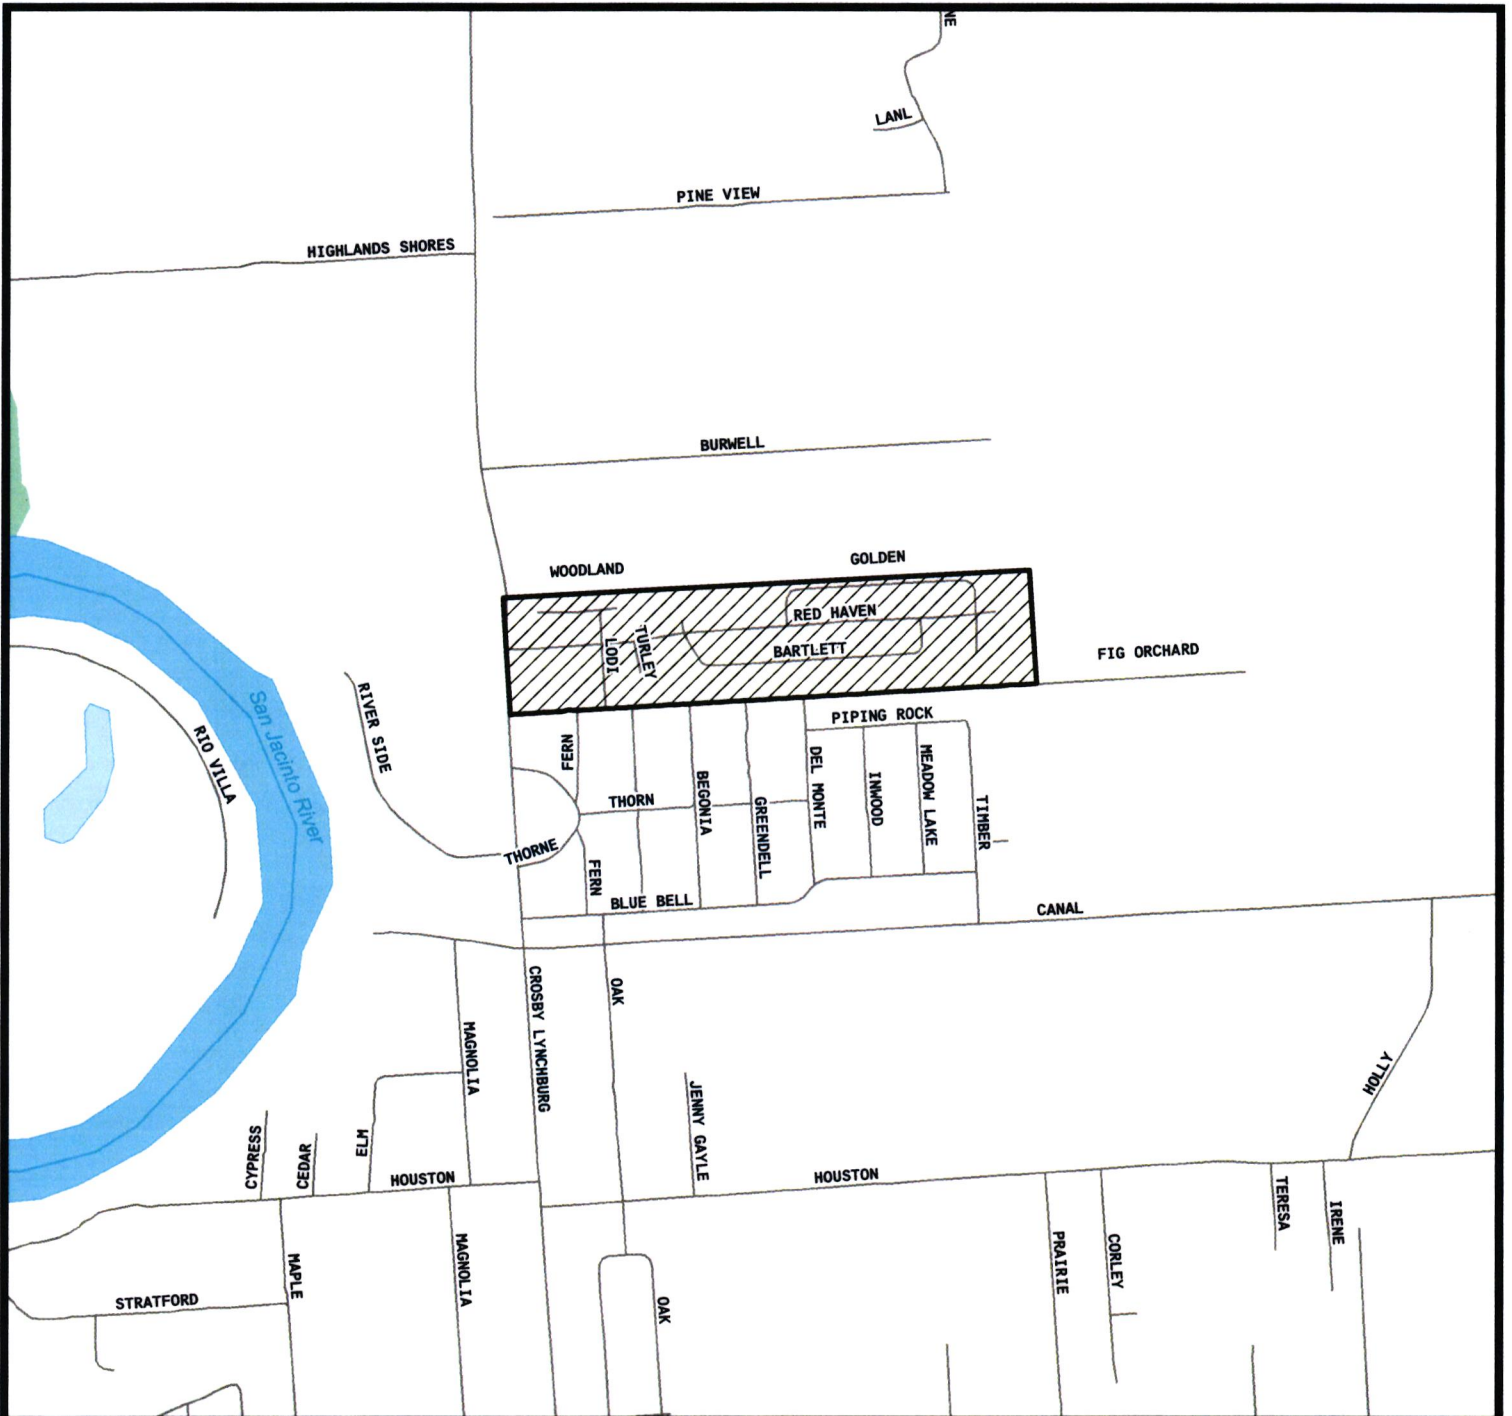 NE
LANL
PINE VIEW
HIGHLANDS SHORES
BURWELL
WOODLAND
GOLDEN
RED HAVEN
LODI
TURLEY
BARTLETT
FIG ORCHARD
RIVER SIDE
RIO VILLA
San Jacinto River
FERN
PIPING ROCK
THORN
BEGONIA
GREENDELL
DEL MONTE
INWOOD
MEADOW LAKE
TIMBER
THORNE
FERN
BLUE BELL
CANAL
CROSBY LYNCHBURG
OAK
MAGNOLIA
JENNY GAYLE
HOLLY
CYPRESS
CEDAR
ELM
HOUSTON
HOUSTON
TERESA
IRENE
MAPLE
MAGNOLIA
PRAIRIE
CORLEY
STRATFORD
OAK